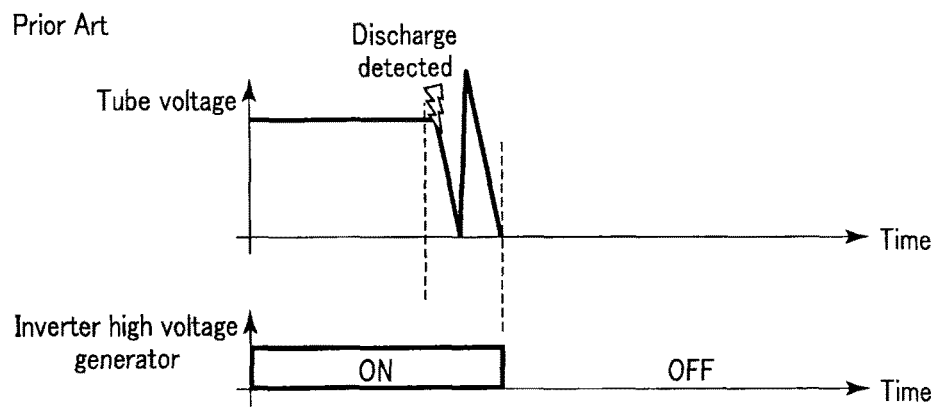 Prior Art
Discharge
detected
Tube voltage
Time
Inverter high voltage
generator
ON
OFF
Time